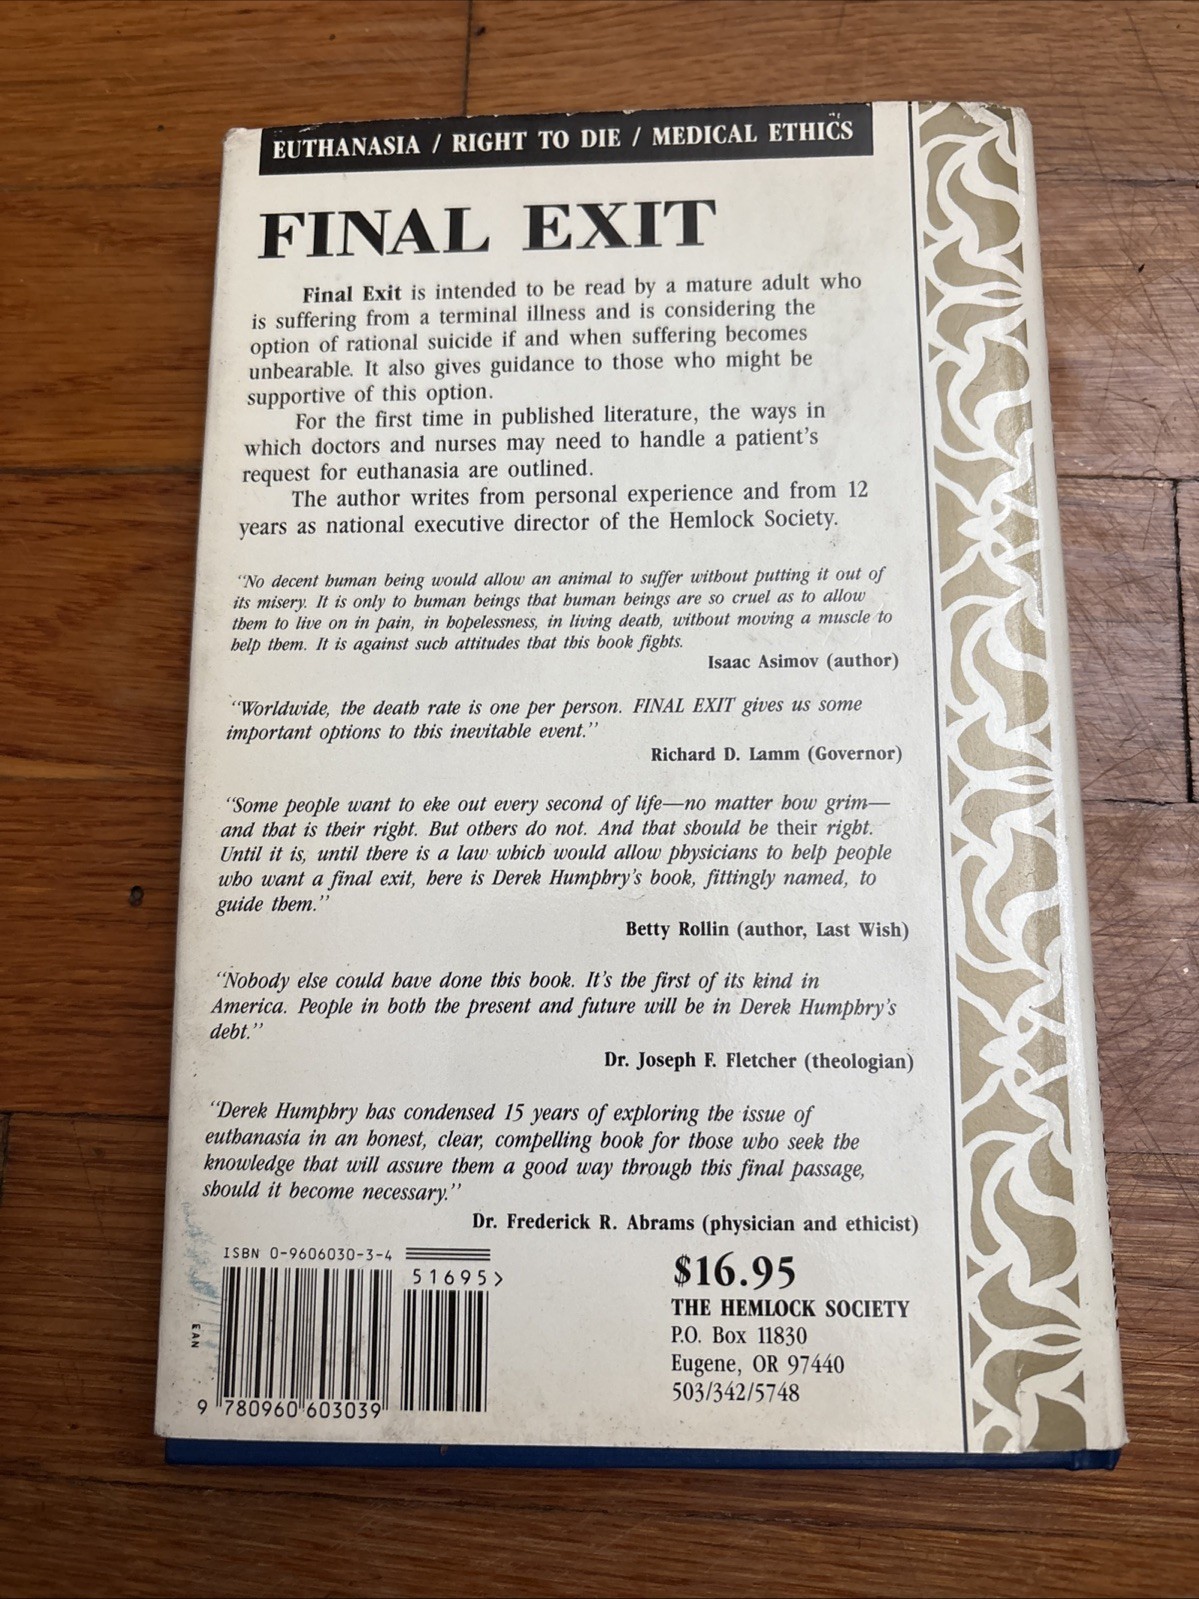 EUTHANASIA / RIGHT TO DIE / MEDICAL ETHICS
FINAL EXIT
Final Exit is intended to be read by a mature adult who
is suffering from a terminal illness and is considering the
option of rational suicide if and when suffering becomes
unbearable. It also gives guidance to those who might be
supportive of this option.
For the first time in published literature, the ways in
which doctors and nurses may need to handle a patient's
request for euthanasia are outlined.
The author writes from personal experience and from 12
years as national executive director of the Hemlock Society.
"No decent human being would allow an animal to suffer without putting it out of
its misery. It is only to human beings that human beings are so cruel as to allow
them to live on in pain, in hopelessness, in living death, without moving a muscle to
help them. It is against such attitudes that this book fights.
Isaac Asimov (author)
"Worldwide, the death rate is one per person. FINAL EXIT gives us some
important options to this inevitable event."
Richard D. Lamm (Governor)
"Some people want to eke out every second of life—no matter how grim—
and that is their right. But others do not. And that should be their right.
Until it is, until there is a law which would allow physicians to help people
who want a final exit, here is Derek Humphry's book, fittingly named, to
guide them."
Betty Rollin (author, Last Wish)
"Nobody else could have done this book. It's the first of its kind in
America. People in both the present and future will be in Derek Humphry's
debt."
Dr. Joseph F. Fletcher (theologian)
"Derek Humphry has condensed 15 years of exploring the issue of
euthanasia in an honest, clear, compelling book for those who seek the
knowledge that will assure them a good way through this final passage,
should it become necessary."
Dr. Frederick R. Abrams (physician and ethicist)
ISBN 0-9606030-3-4
51695>
EAN
9 780960 603039
$16.95
THE HEMLOCK SOCIETY
P.O. Box 11830
Eugene, OR 97440
503/342/5748